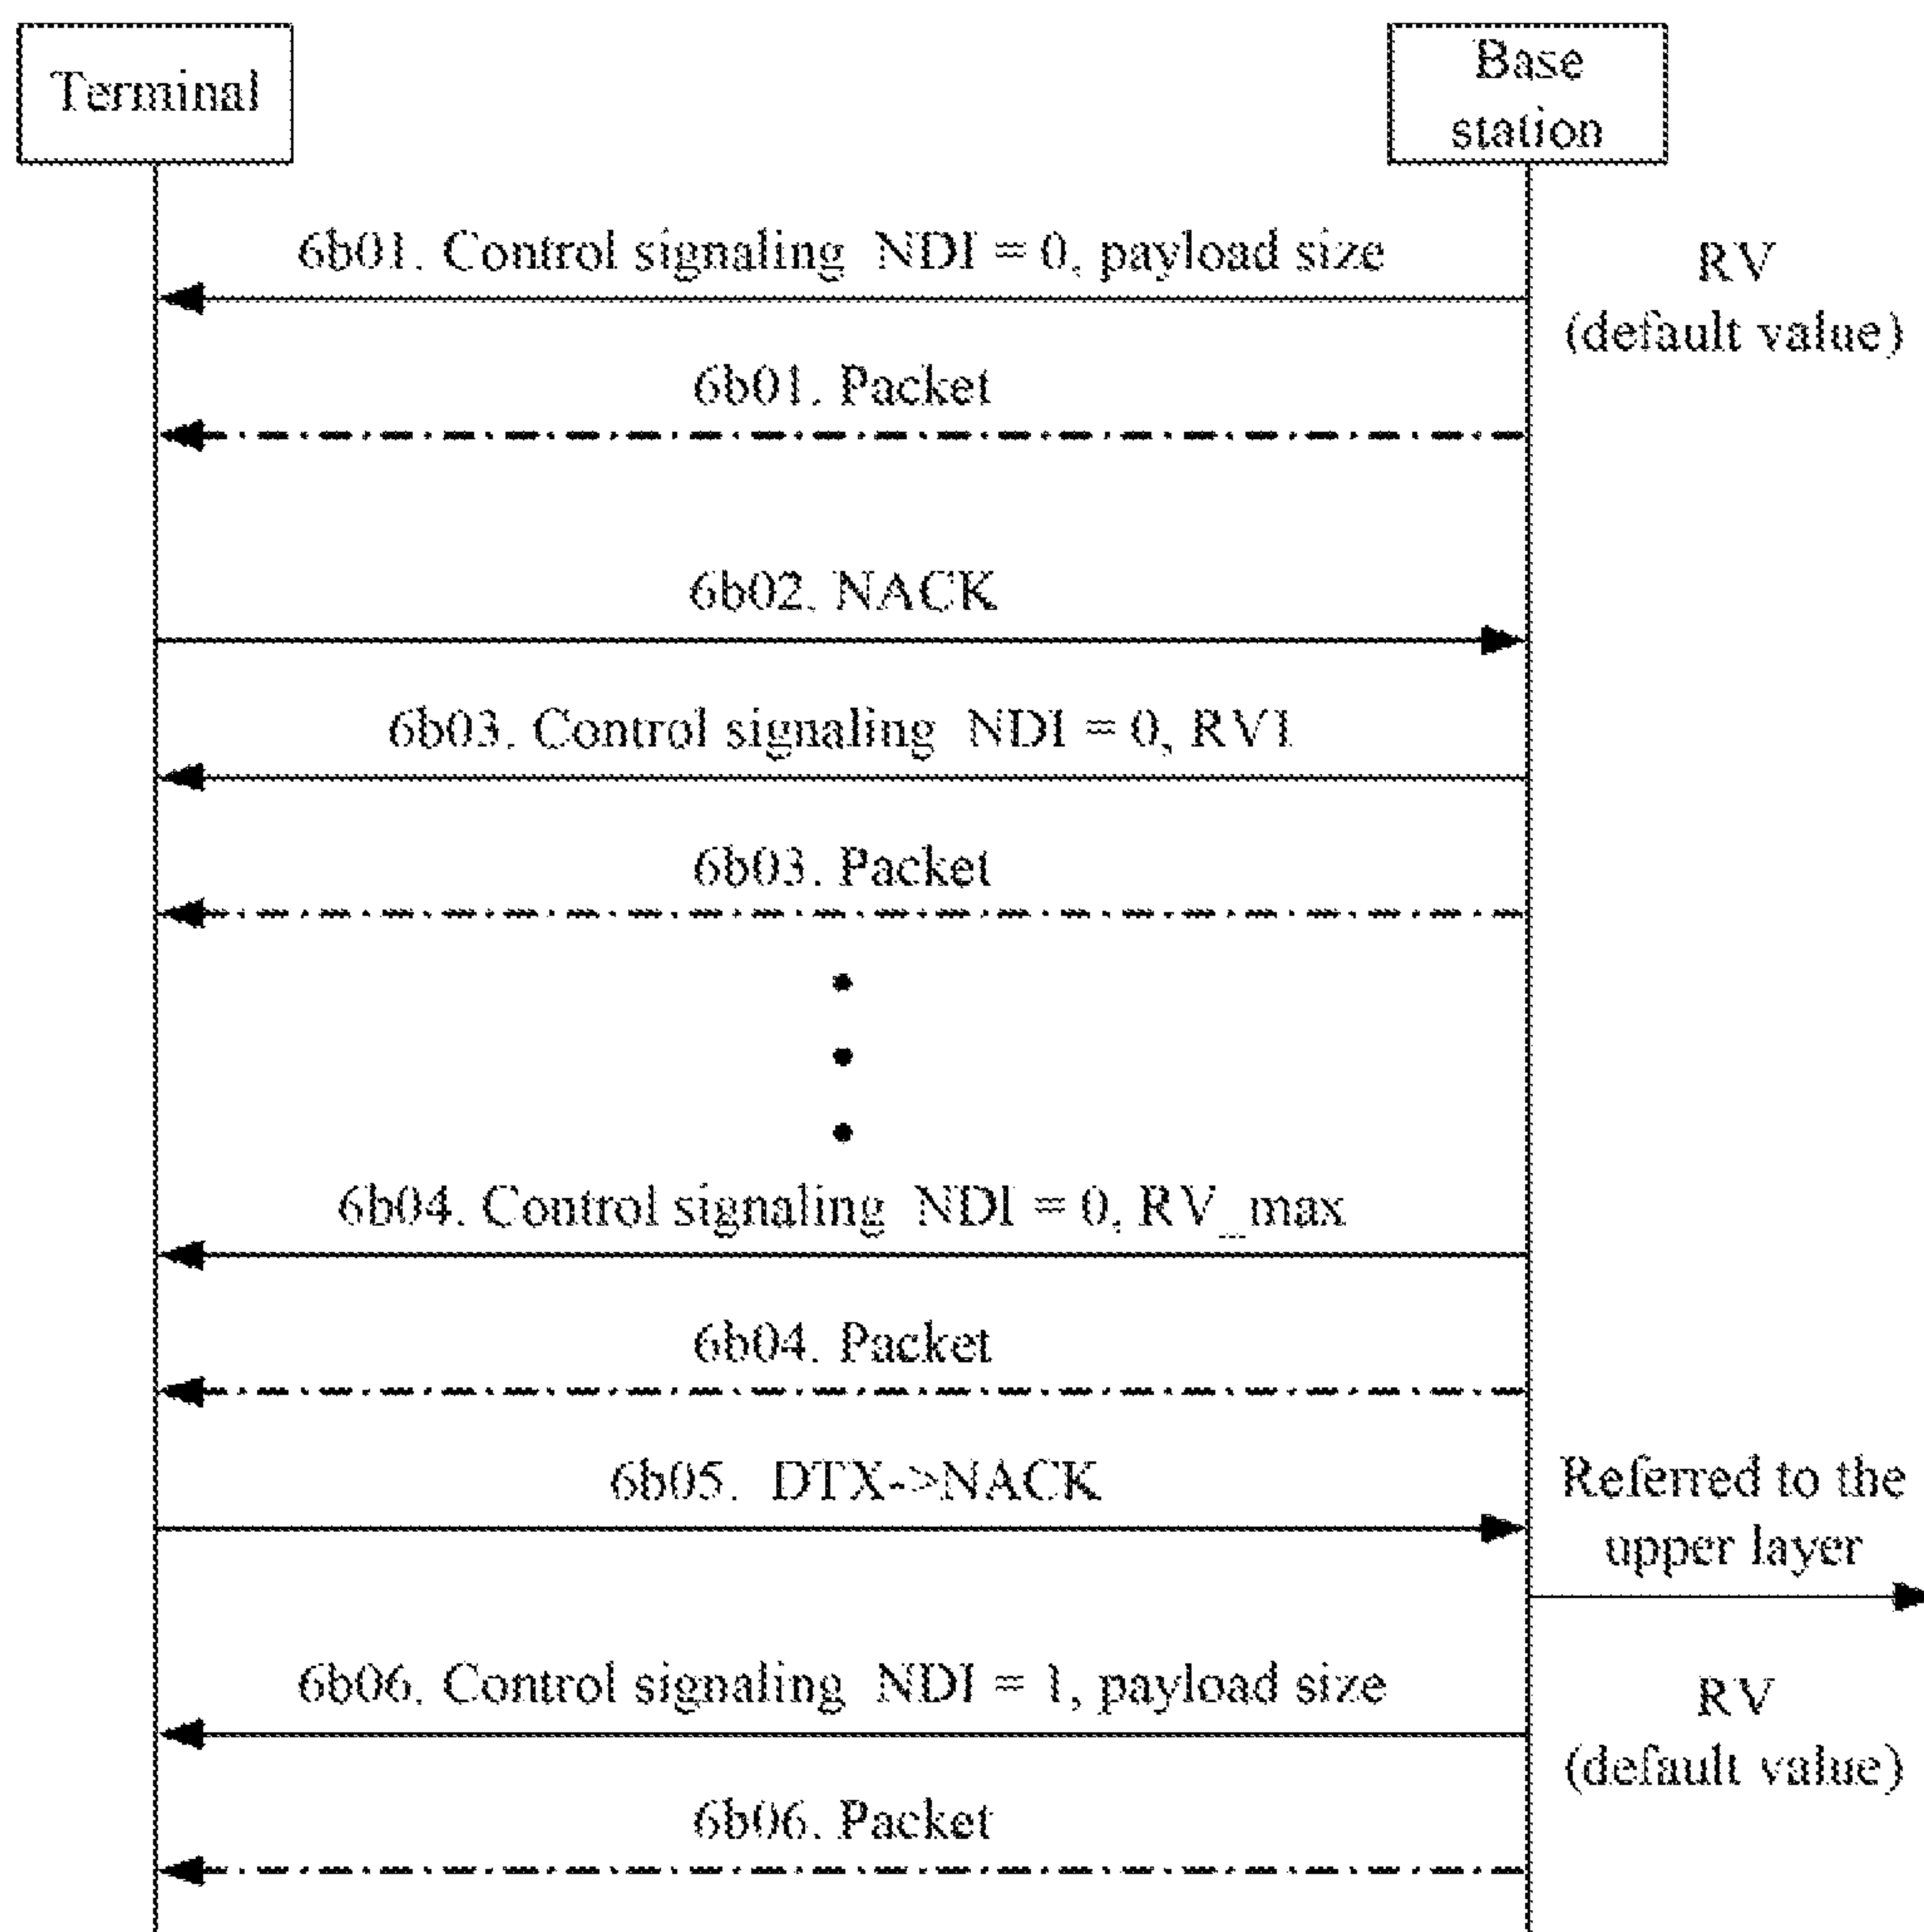 Terminal
Base
station
6b01. Control signaling NDI = 0, payload size
RV
(default value)
6b01. Packet
6b02. NACK
6b03. Control signaling NDI = 0, RV1
6b03. Packet
6b04. Control signaling NDI = 0, RV_max
6b04. Packet
6b05. DTX->NACK
Referred to the
upper layer
6b06. Control signaling NDI = 1, payload size
RV
(default value)
6b06. Packet